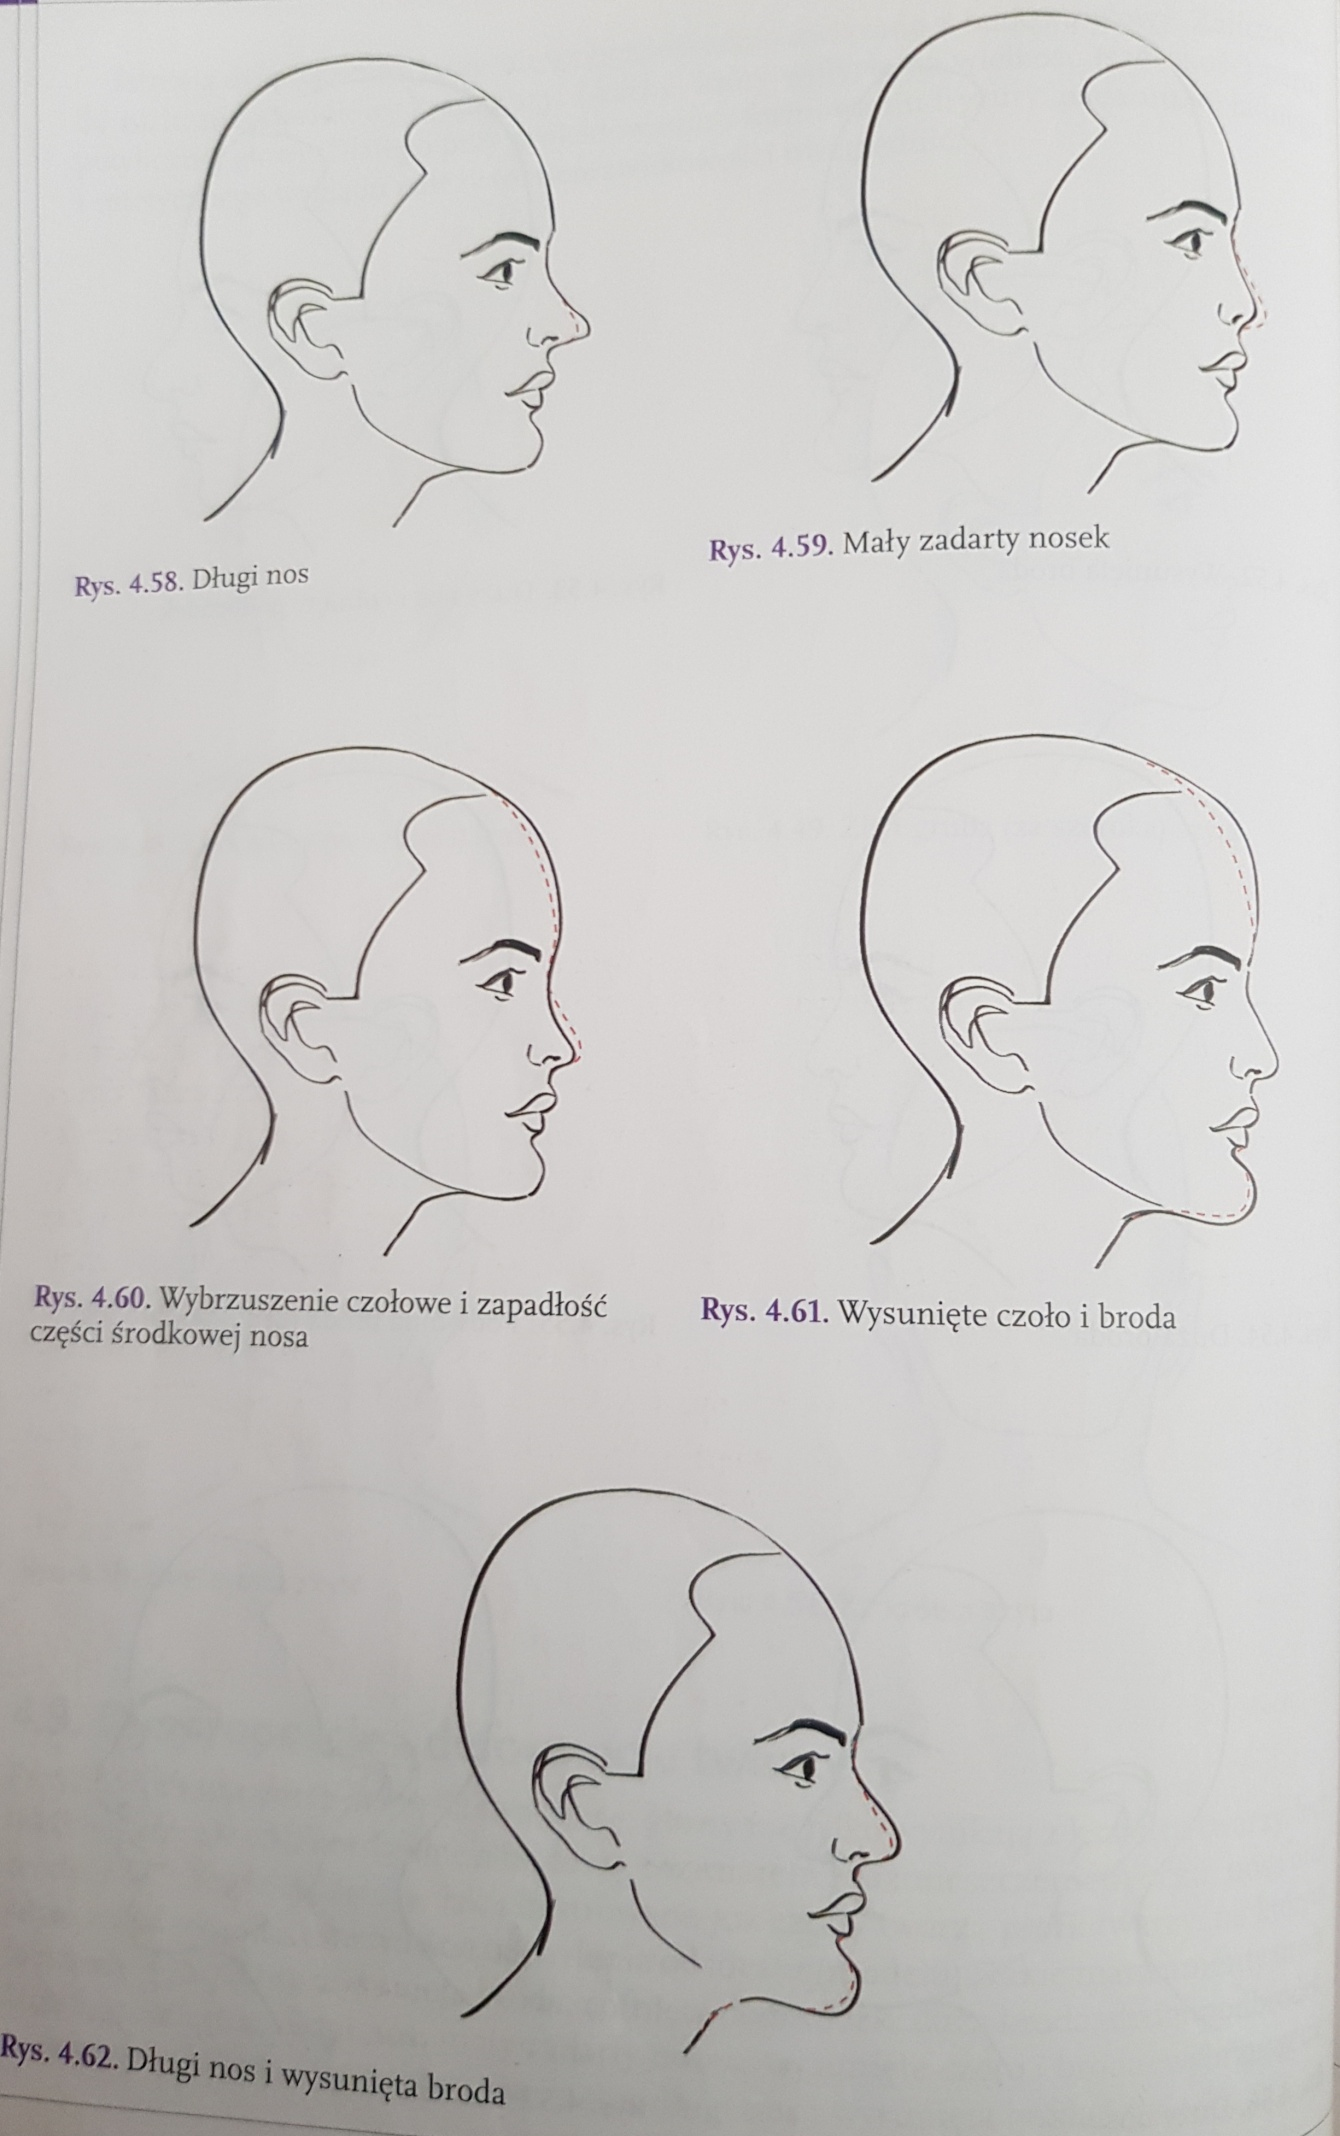 Rys. 4.58. Długi nos
Rys. 4.59. Mały zadarty nosek
Rys. 4.60. Wybrzuszenie czołowe i zapadłość
części środkowej nosa
Rys. 4.61. Wysunięte czoło i broda
Rys. 4.62. Długi nos i wysunięta broda